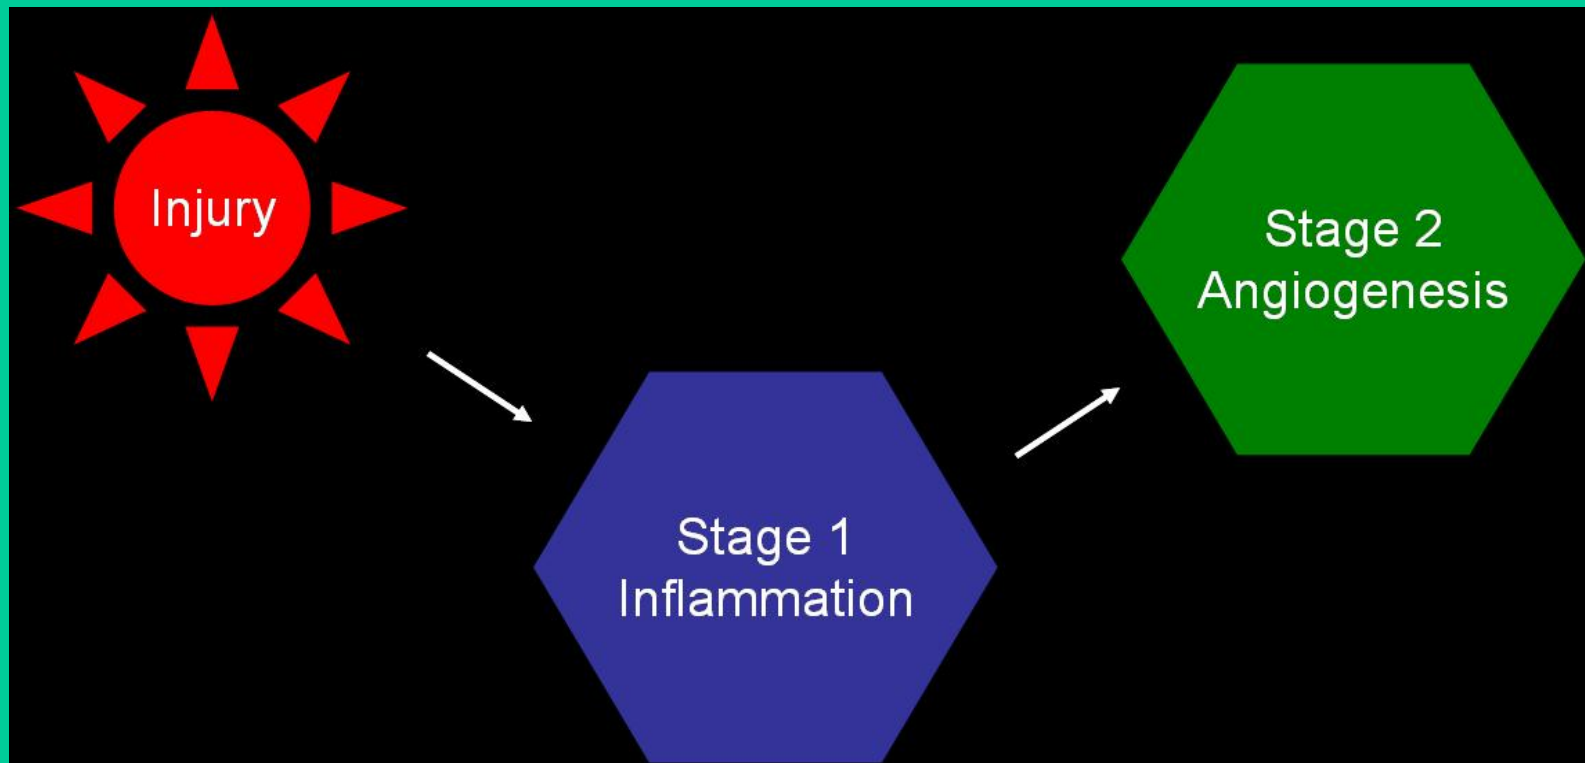 Injury
Stage 1
Inflammation
Stage 2
Angiogenesis